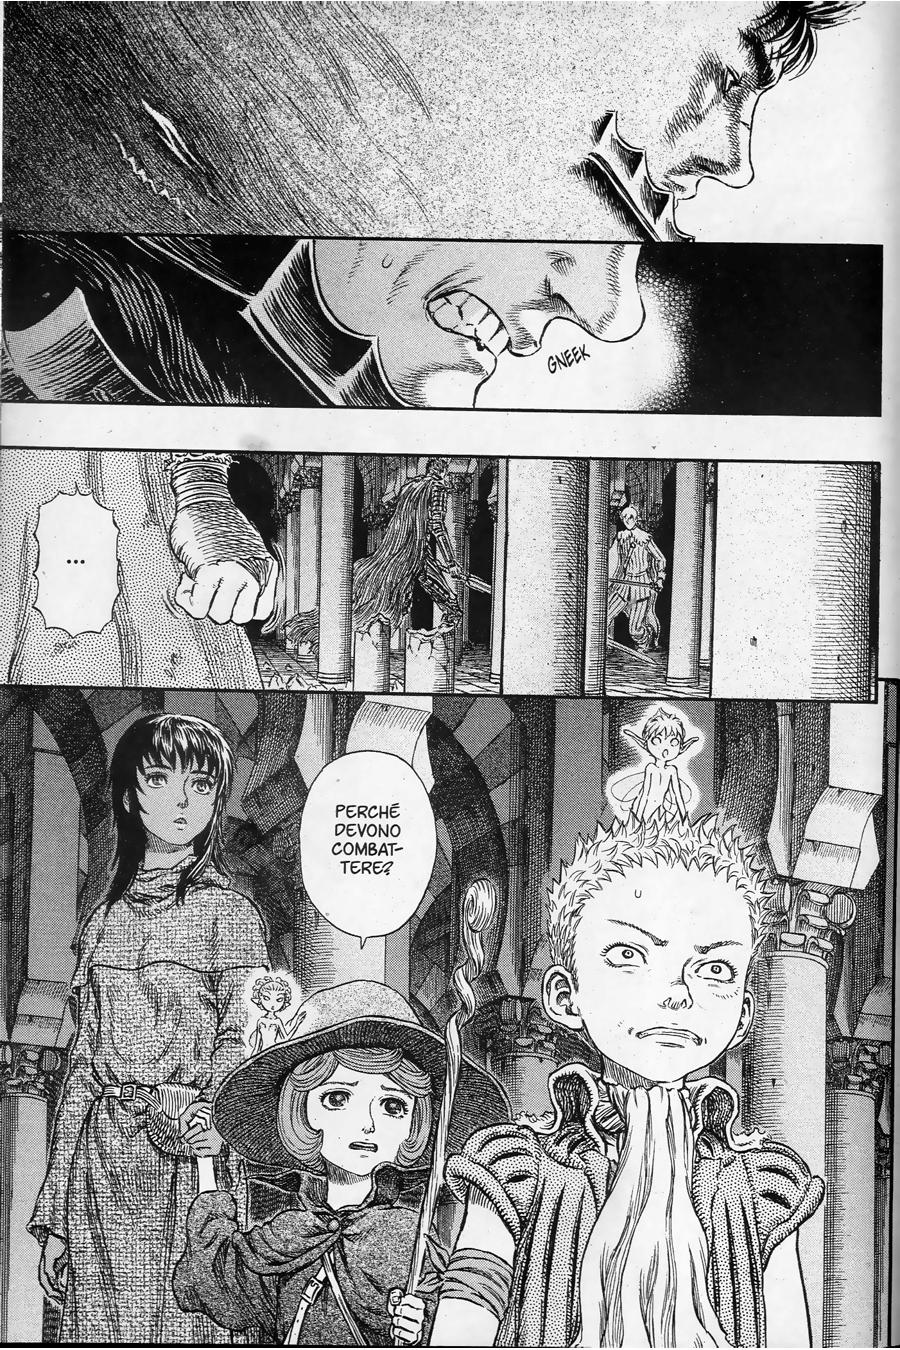 GNEEK
...
PERCHÉ
DEVONO
COMBAT-
TERE?